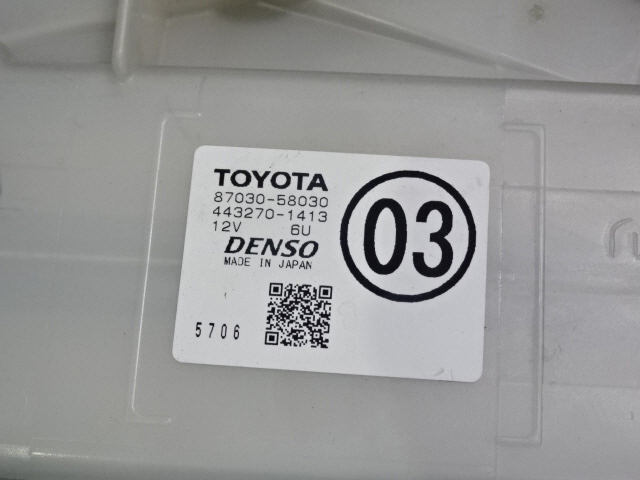 TOYOTA
87030-58030
443270-1413
12V 6U
DENSO
MADE IN JAPAN
03
5706